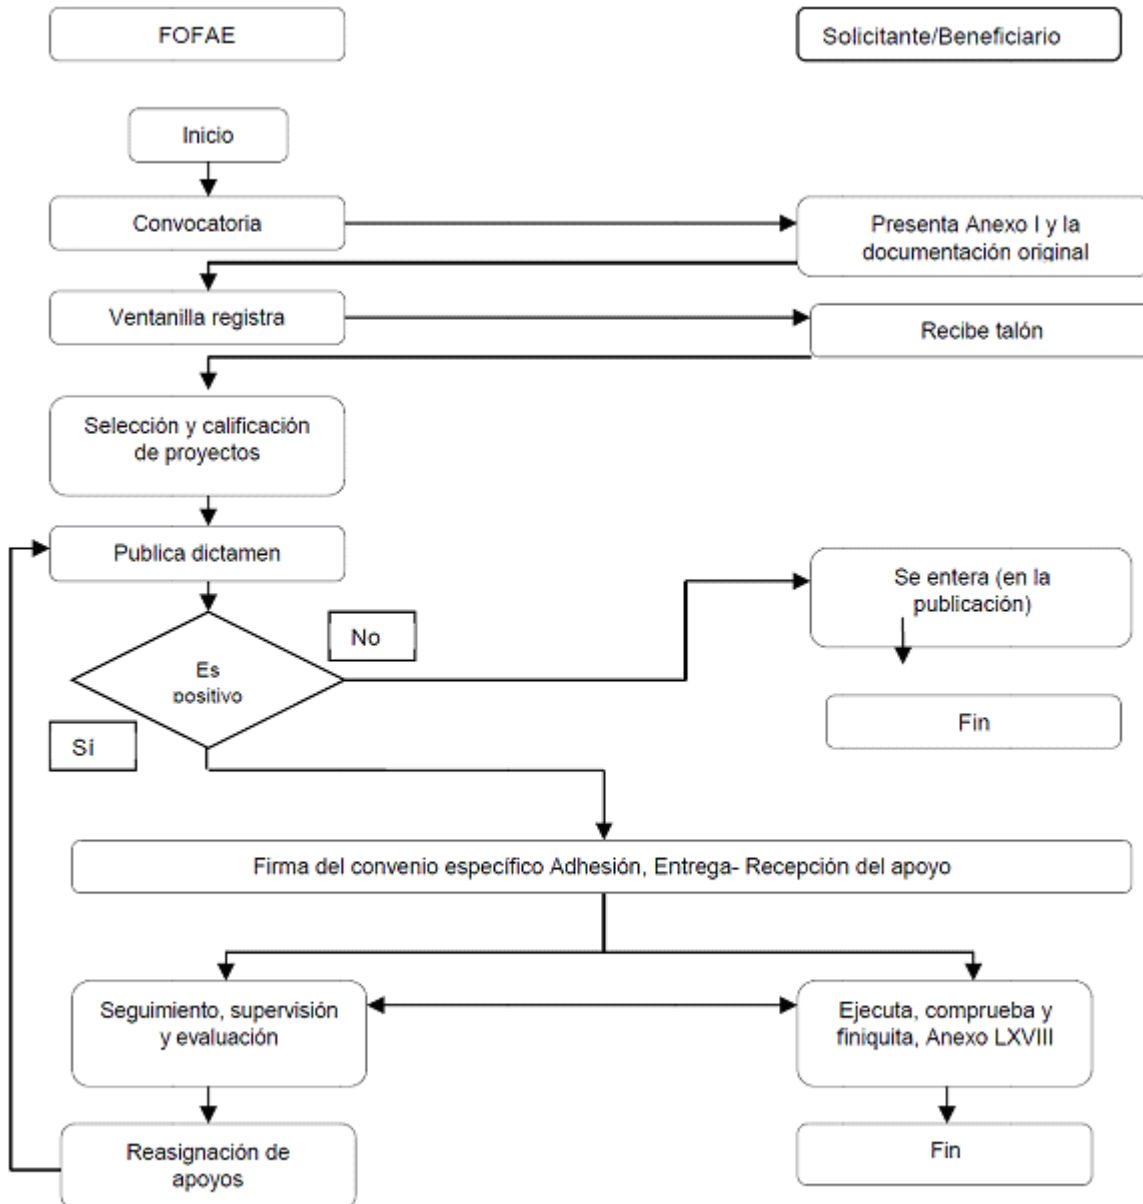 FOFAE
Solicitante/Beneficiario
Inicio
Convocatoria
Presenta Anexo I y la
documentación original
Ventanilla registra
Recibe talón
Selección y calificación
de proyectos
Publica dictamen
Se entera (en la
publicación)
No
Es
positivo
Fin
Sí
Firma del convenio específico Adhesión, Entrega- Recepción del apoyo
Seguimiento, supervisión
y evaluación
Ejecuta, comprueba y
finiquita, Anexo LXVIII
Reasignación de
apoyos
Fin